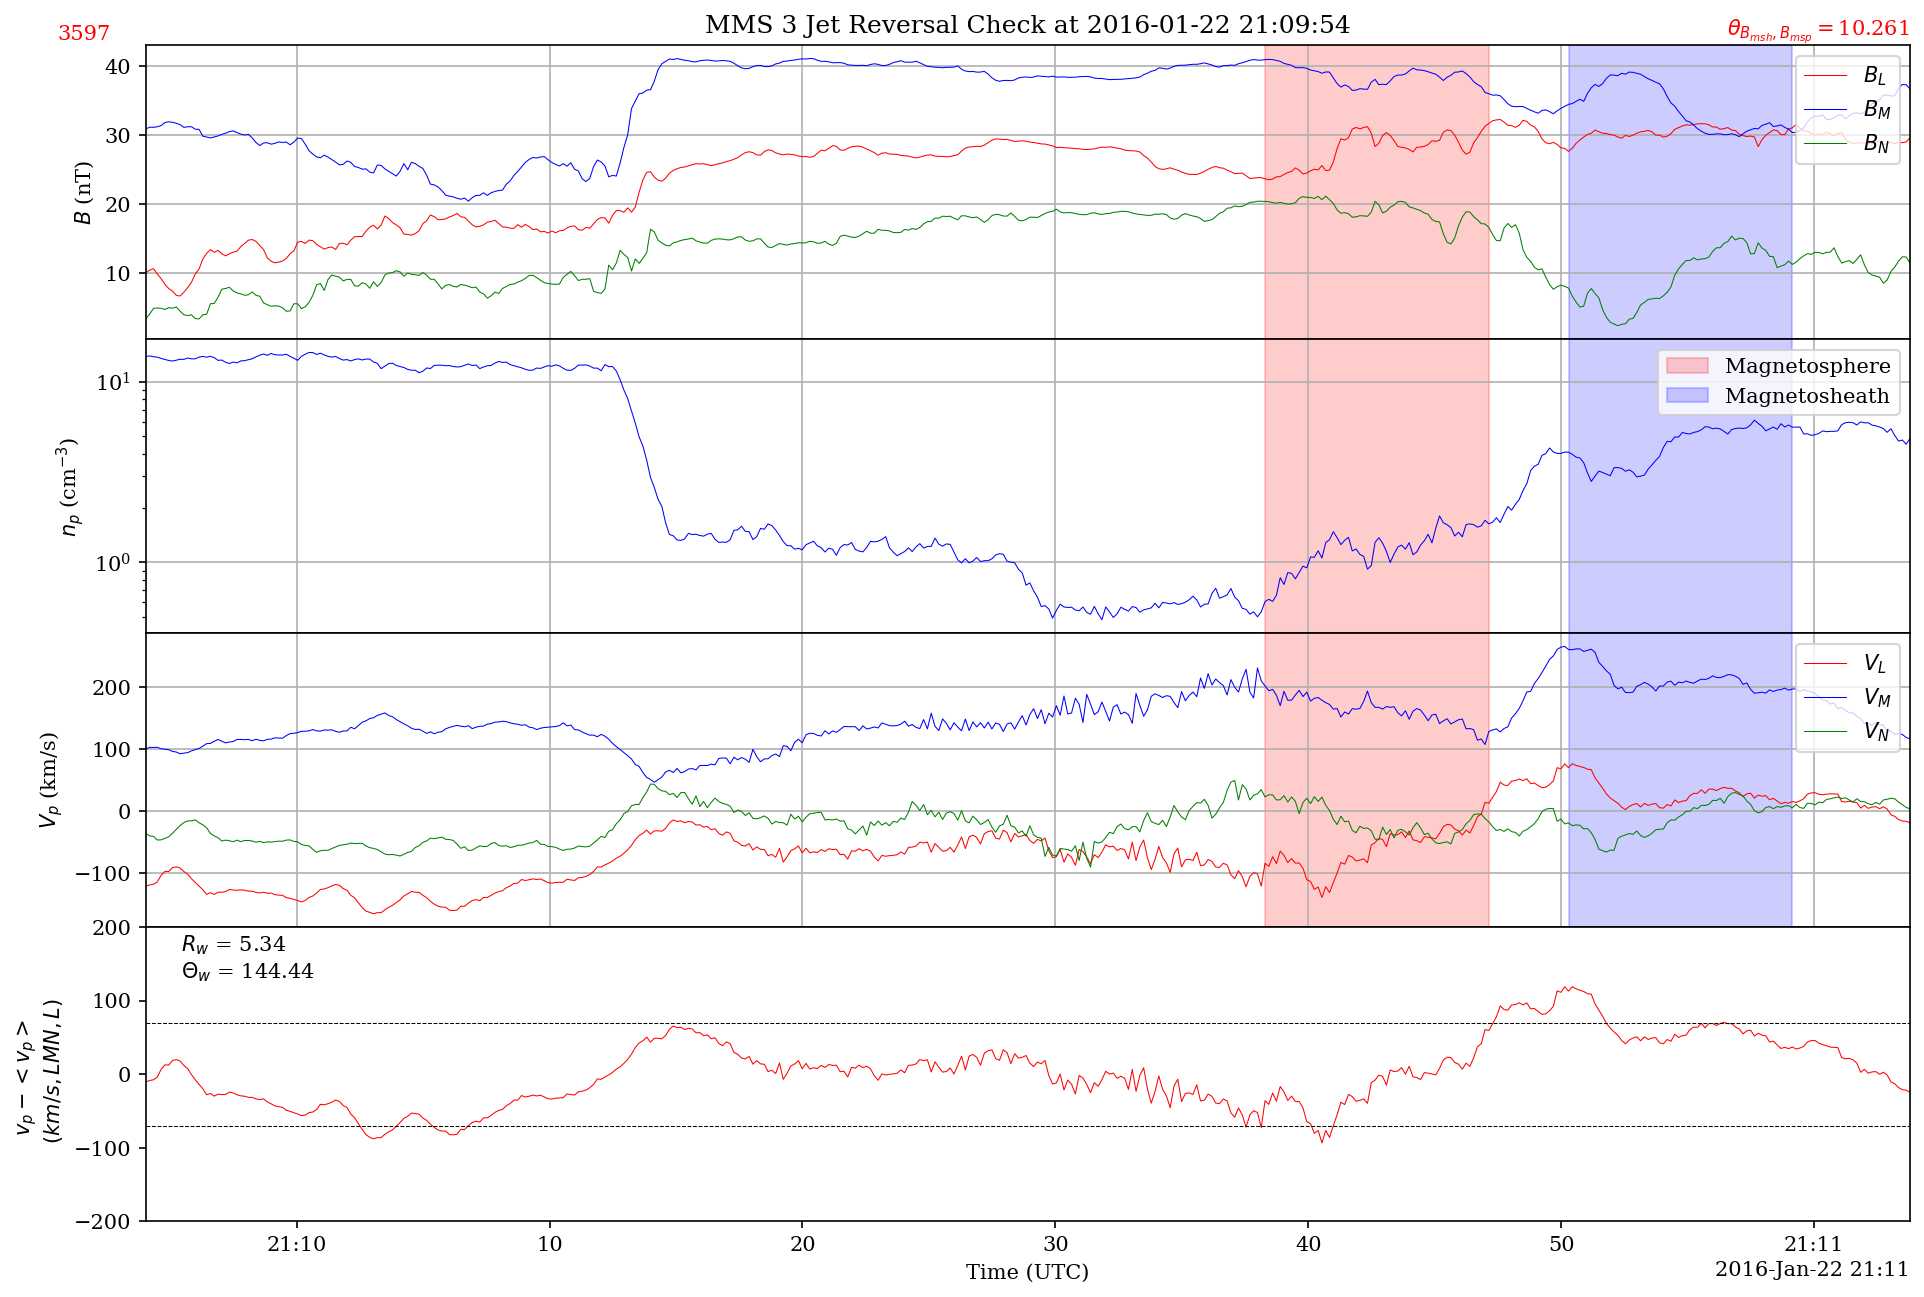 3597
MMS 3 Jet Reversal Check at 2016-01-22 21:09:54
θ_{B_{msh}, B_{msp}} = 10.261
40
30
20
10
B (nT)
B_L
B_M
B_N
10^1
10^0
n_p (cm^{-3})
Magnetosphere
Magnetosheath
200
100
0
−100
V_p (km/s)
V_L
V_M
V_N
200
100
0
−100
−200
v_p − < v_p >
(km/s, LMN, L)
R_w = 5.34
Θ_w = 144.44
21:10 10 20 30 40 50 21:11
Time (UTC)
2016-Jan-22 21:11